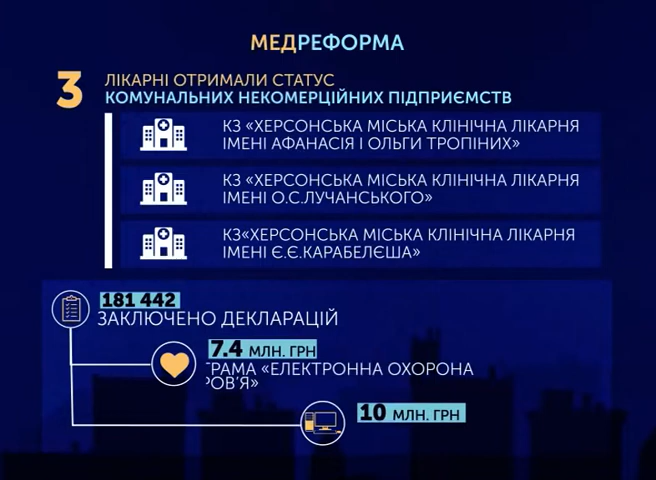 МЕДРЕФОРМА
3 ЛІКАРНІ ОТРИМАЛИ СТАТУС
КОМУНАЛЬНИХ НЕКОМЕРЦІЙНИХ ПІДПРИЄМСТВ
КЗ «ХЕРСОНСЬКА МІСЬКА КЛІНІЧНА ЛІКАРНЯ
ІМЕНІ АФАНАСІЯ І ОЛЬГИ ТРОПІНИХ»
КЗ «ХЕРСОНСЬКА МІСЬКА КЛІНІЧНА ЛІКАРНЯ
ІМЕНІ О.С.ЛУЧАНСЬКОГО»
КЗ«ХЕРСОНСЬКА МІСЬКА КЛІНІЧНА ЛІКАРНЯ
ІМЕНІ Є.Є.КАРАБЕЛЄША»
181 442
ЗАКЛЮЧЕНО ДЕКЛАРАЦІЙ
7.4 МЛН. ГРН
ГРАМА «ЕЛЕКТРОННА ОХОРОНА
РОВ'Я»
10 МЛН. ГРН